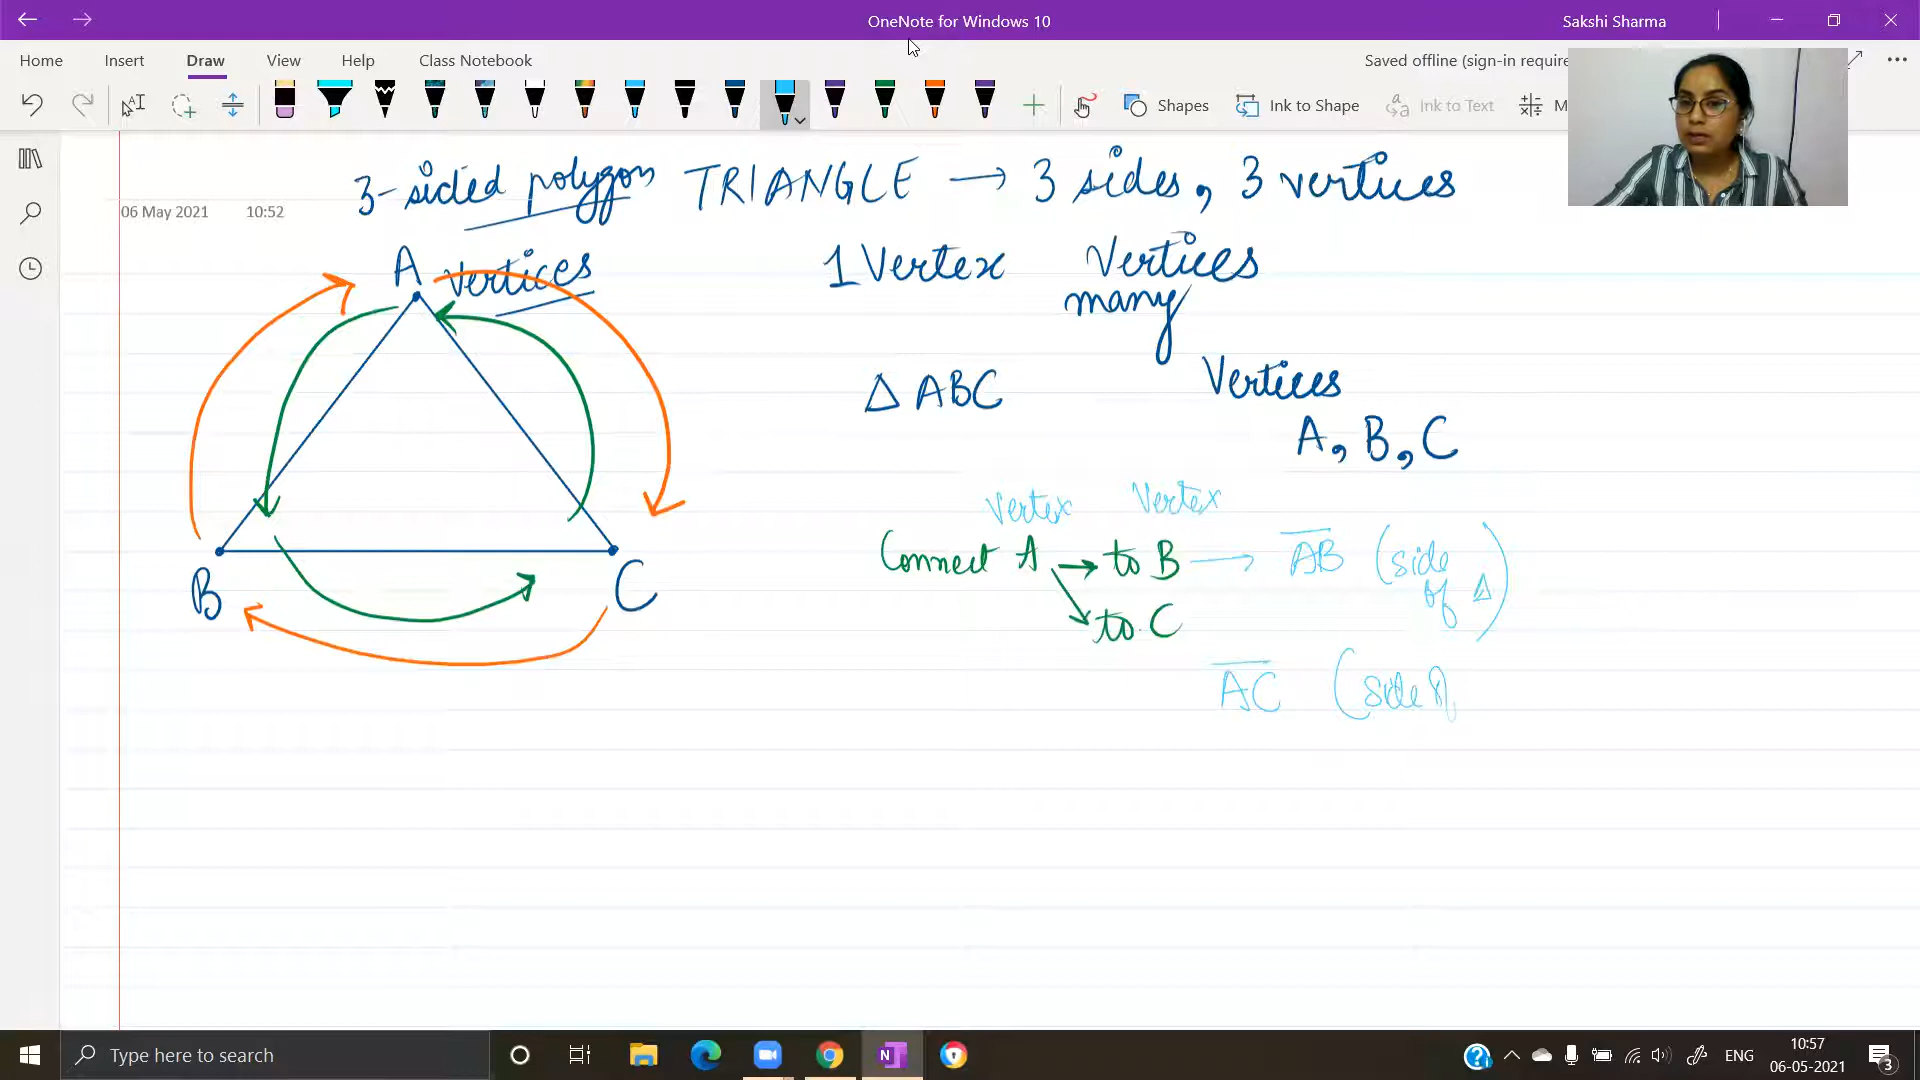 OneNote for Windows 10
Sakshi Sharma
Home Insert Draw View Help Class Notebook
Saved offline (sign-in require
Shapes Ink to Shape Ink to Text M
3-sided polygon TRIANGLE → 3 sides, 3 vertices
06 May 2021 10:52
A vertices
1 Vertex Vertices
many
Δ ABC Vertices
A, B, C
Vertex Vertex
Connect A → to B → AB (side
of Δ)
to C
B C
AC (side
Type here to search
ENG
10:57
06-05-2021
3